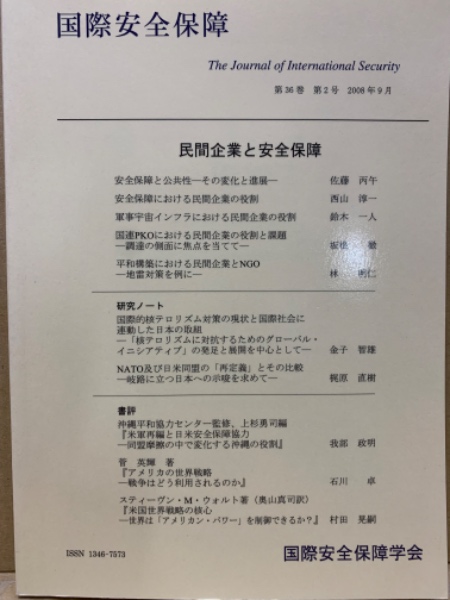 国際安全保障
The Journal of International Security
第36巻 第2号 2008年9月
民間企業と安全保障
安全保障と公共性―その変化と進展― 佐藤 丙午
安全保障における民間企業の役割 西山 淳一
軍事宇宙インフラにおける民間企業の役割 鈴木 一人
国連PKOにおける民間企業の役割と課題
―調達の側面に焦点を当てて―
平和構築における民間企業とNGO
―地雷対策を例に― 林 明仁
研究ノート
国際的核テロリズム対策の現状と国際社会に
連動した日本の取組
―「核テロリズムに対抗するためのグローバル・
イニシアティブ」の発足と展開を中心として― 金子 智雄
NATO及び日米同盟の「再定義」とその比較
―岐路に立つ日本への示唆を求めて― 梶原 直樹
書評
沖縄平和協力センター監修、上杉勇司編
『米軍再編と日米安全保障協力
―同盟摩擦の中で変化する沖縄の役割』 我部 政明
菅 英輝 著
『アメリカの世界戦略
―戦争はどう利用されるのか』 石川 卓
スティーヴン・M・ウォルト著(奥山真司訳)
『米国世界戦略の核心
―世界は「アメリカン・パワー」を制御できるか?』 村田 晃嗣
ISSN 1346-7573
国際安全保障学会